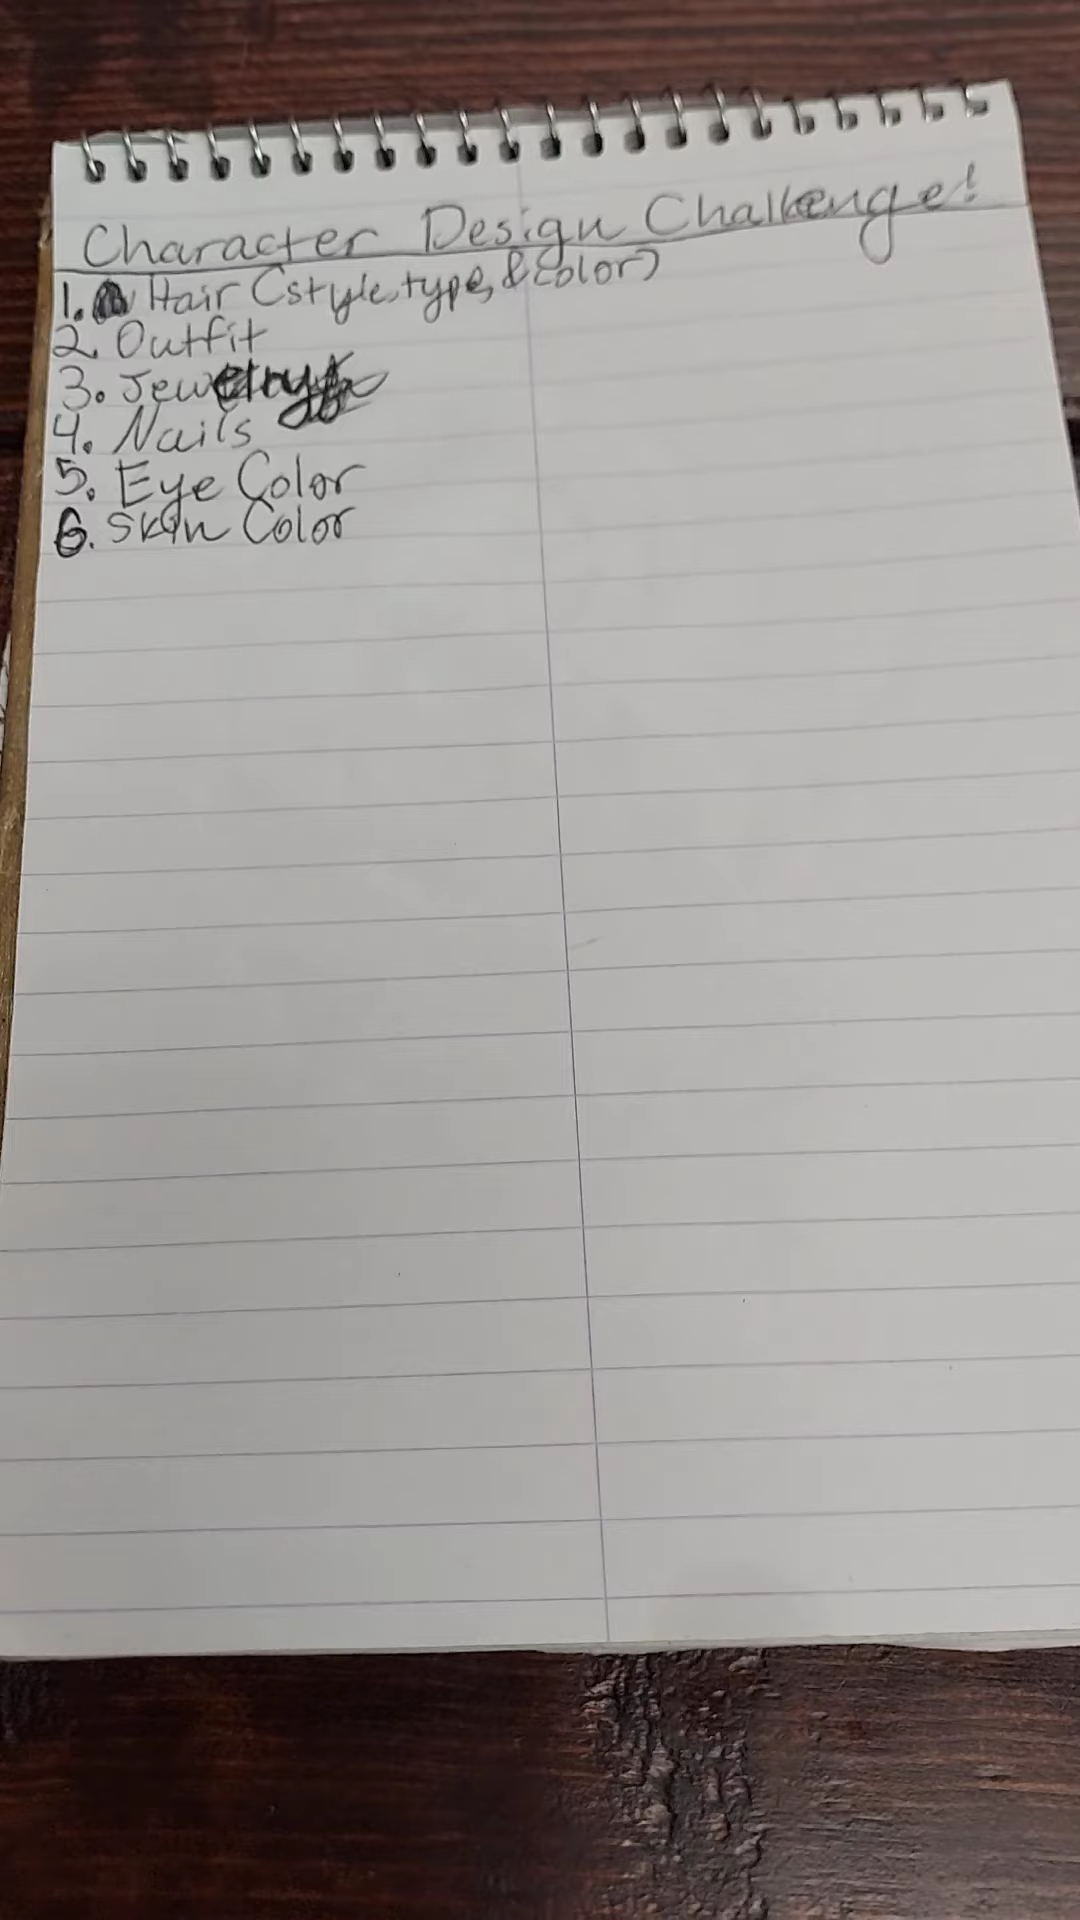 Character Design Challenge!
1. Hair (style, type, & Color)
2. Outfit
3. Jewelry
4. Nails
5. Eye Color
6. Skin Color